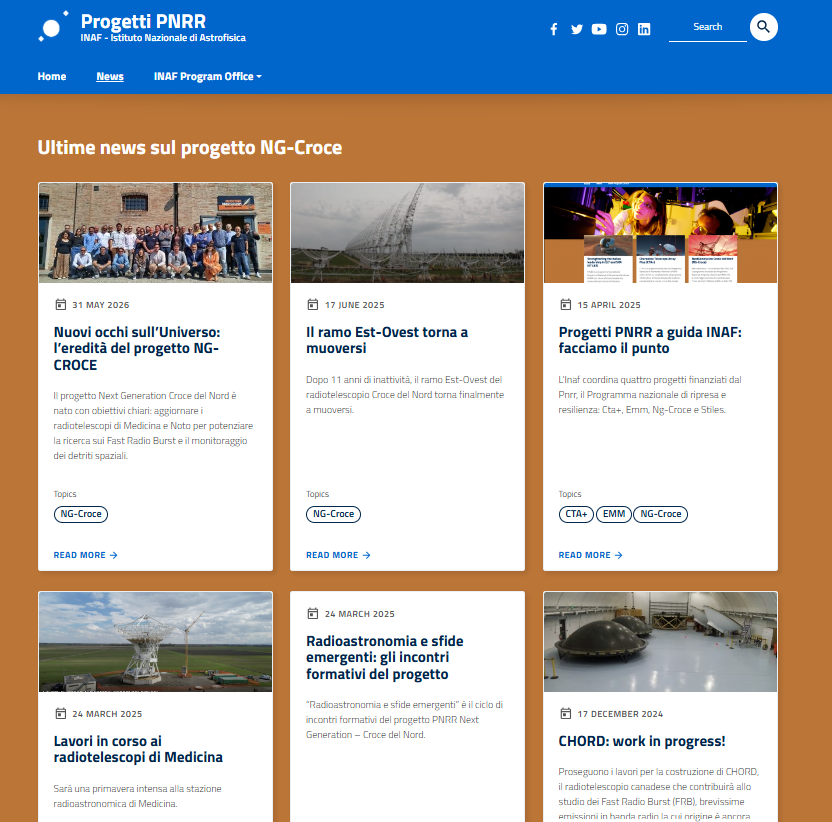 Progetti PNRR
INAF - Istituto Nazionale di Astrofisica
Search
Home
News
INAF Program Office
Ultime news sul progetto NG-Croce
31 MAY 2026
Nuovi occhi sull'Universo:
l'eredità del progetto NG-
CROCE
Il progetto Next Generation Croce del Nord è
nato con obiettivi chiari: aggiornare i
radiotelescopi di Medicina e Noto per potenziare
la ricerca sui Fast Radio Burst e il monitoraggio
dei detriti spaziali.
Topics
NG-Croce
READ MORE
17 JUNE 2025
Il ramo Est-Ovest torna a
muoversi
Dopo 11 anni di inattività, il ramo Est-Ovest del
radiotelescopio Croce del Nord torna finalmente
a muoversi.
Topics
NG-Croce
READ MORE
15 APRIL 2025
Progetti PNRR a guida INAF:
facciamo il punto
L'Inaf coordina quattro progetti finanziati dal
Pnrr, il Programma nazionale di ripresa e
resilienza: Cta+, Emm, Ng-Croce e Stiles.
Topics
CTA+ EMM NG-Croce
READ MORE
24 MARCH 2025
Lavori in corso ai
radiotelescopi di Medicina
Sarà una primavera intensa alla stazione
radioastronomica di Medicina.
24 MARCH 2025
Radioastronomia e sfide
emergenti: gli incontri
formativi del progetto
"Radioastronomia e sfide emergenti" è il ciclo di
incontri formativi del progetto PNRR Next
Generation – Croce del Nord.
17 DECEMBER 2024
CHORD: work in progress!
Proseguono i lavori per la costruzione di CHORD,
il radiotelescopio canadese che contribuirà allo
studio dei Fast Radio Burst (FRB), brevissime
emissioni in banda radio la cui origine è ancora